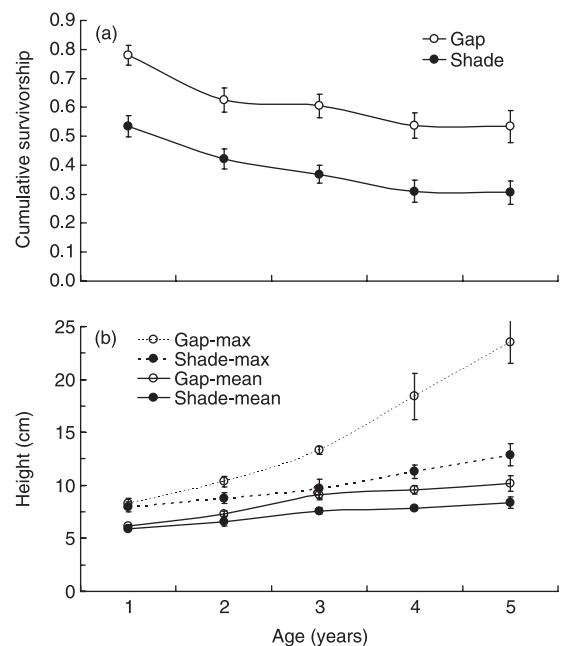 (a)
Gap
Shade
0.9
0.8
0.7
0.6
0.5
0.4
0.3
0.2
0.1
0.0
Cumulative survivorship
(b)
Gap-max
Shade-max
Gap-mean
Shade-mean
25
20
15
10
5
0
Height (cm)
1 2 3 4 5
Age (years)